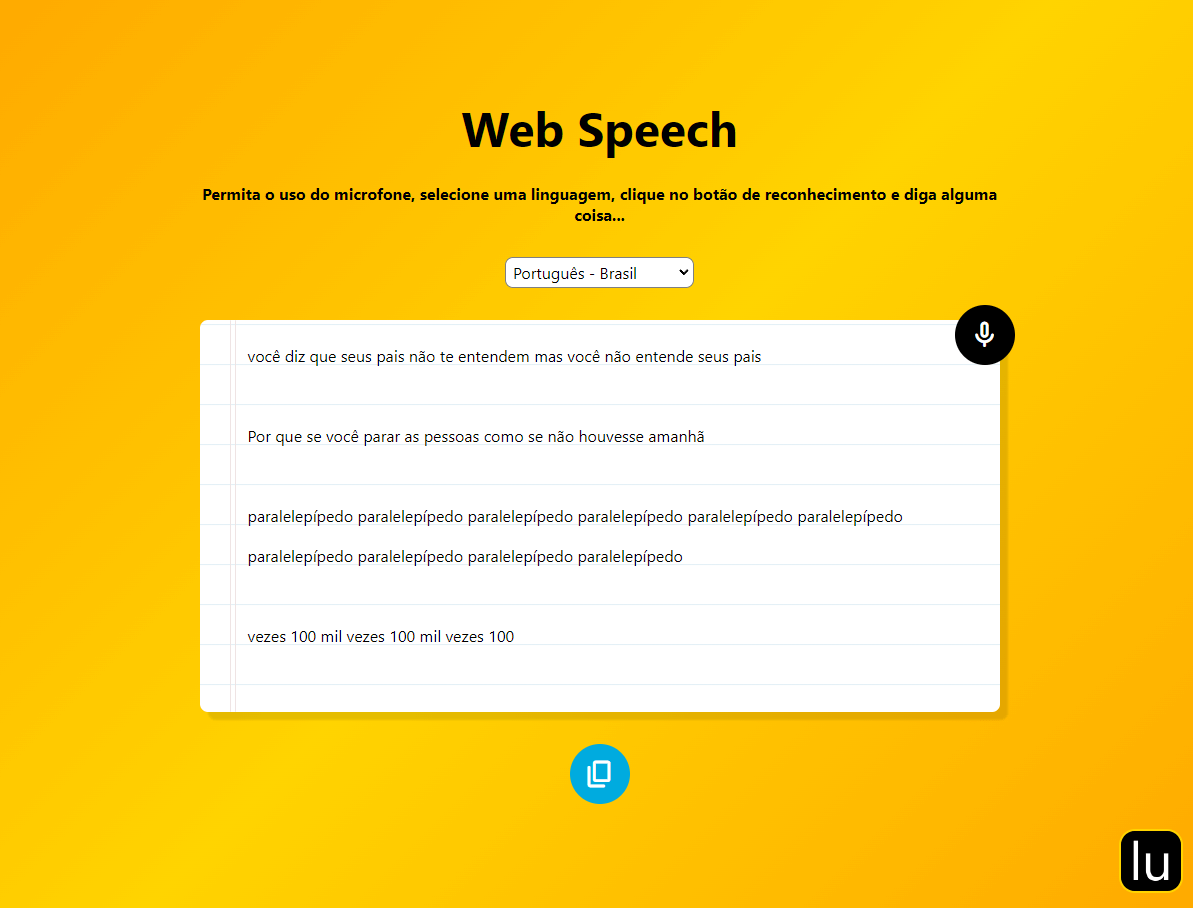 Web Speech
Permita o uso do microfone, selecione uma linguagem, clique no botão de reconhecimento e diga alguma
coisa...
Português - Brasil
você diz que seus pais não te entendem mas você não entende seus pais
Por que se você parar as pessoas como se não houvesse amanhã
paralelepípedo paralelepípedo paralelepípedo paralelepípedo paralelepípedo paralelepípedo
paralelepípedo paralelepípedo paralelepípedo paralelepípedo
vezes 100 mil vezes 100 mil vezes 100
lu